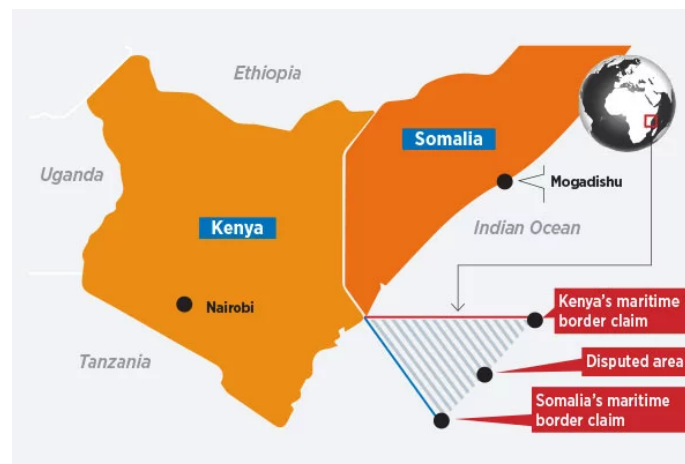 Ethiopia
Somalia
Uganda
Mogadishu
Kenya
Indian Ocean
Nairobi
Kenya's maritime
border claim
Tanzania
Disputed area
Somalia's maritime
border claim